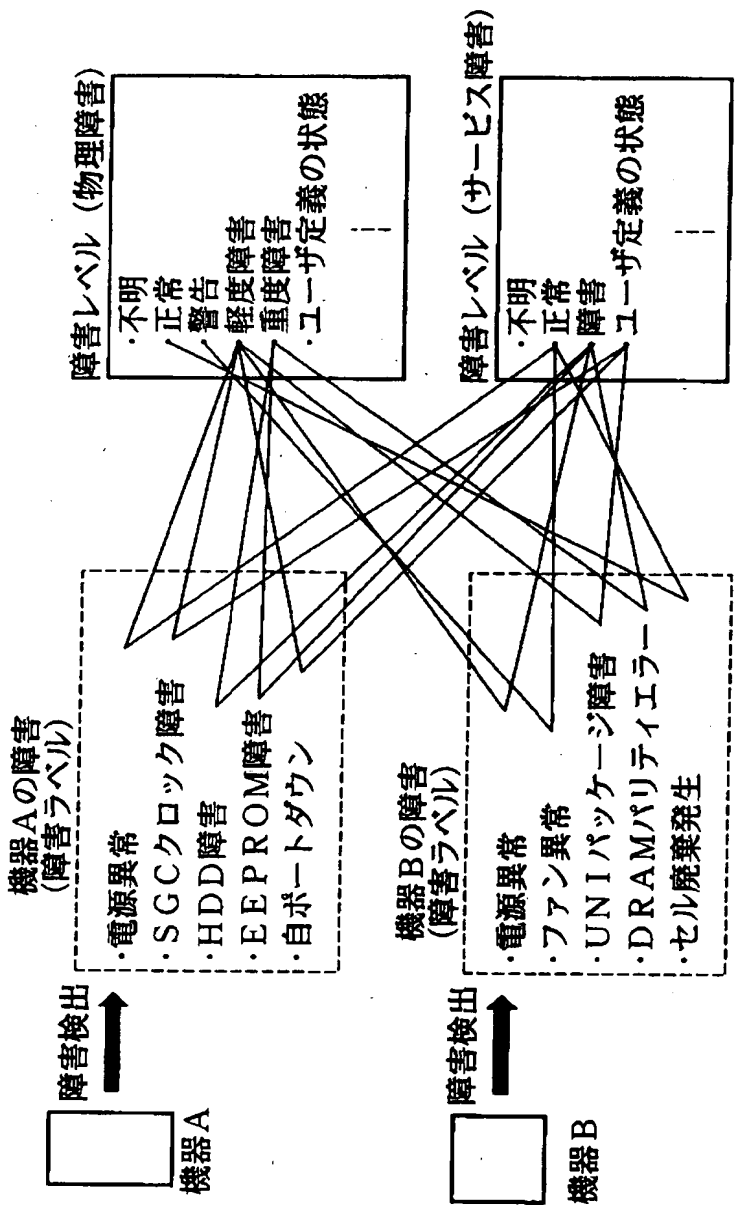 機器A
障害検出
機器Aの障害
(障害ラベル)
・電源異常
・SGCクロック障害
・HDD障害
・EEPROM障害
・自ポートダウン
障害レベル (物理障害)
・不明
正常
警告
軽度障害
重度障害
・ユーザ定義の状態
機器B
障害検出
機器Bの障害
(障害ラベル)
・電源異常
・ファン異常
・UNIパッケージ障害
・DRAMパリティエラー
・セル廃棄発生
障害レベル (サービス障害)
・不明
正常
障害
ユーザ定義の状態